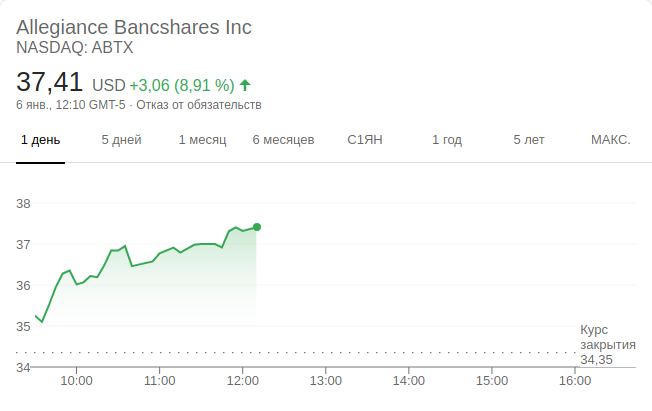 Allegiance Bancshares Inc
NASDAQ: ABTX
37,41 USD +3,06 (8,91 %) ↑
6 янв., 12:10 GMT-5 · Отказ от обязательств
1 день 5 дней 1 месяц 6 месяцев С1ЯН 1 год 5 лет МАКС.
38
37
36
35
Курс
закрытия
34,35
34
10:00 11:00 12:00 13:00 14:00 15:00 16:00